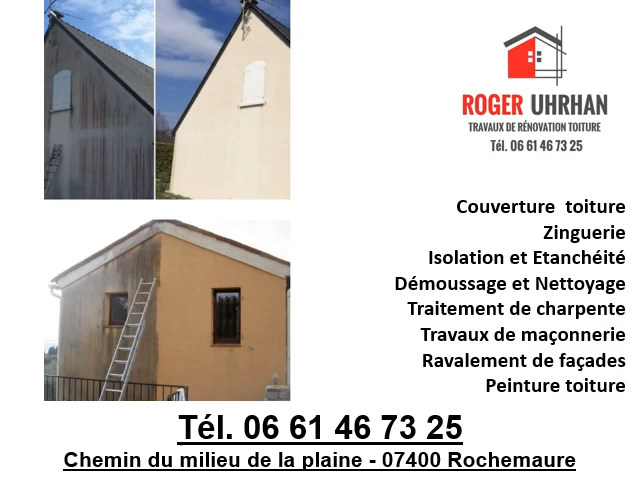 ROGER UHRHAN
TRAVAUX DE RÉNOVATION TOITURE
Tél. 06 61 46 73 25
Couverture toiture
Zinguerie
Isolation et Etanchéité
Démoussage et Nettoyage
Traitement de charpente
Travaux de maçonnerie
Ravalement de façades
Peinture toiture
Tél. 06 61 46 73 25
Chemin du milieu de la plaine - 07400 Rochemaure